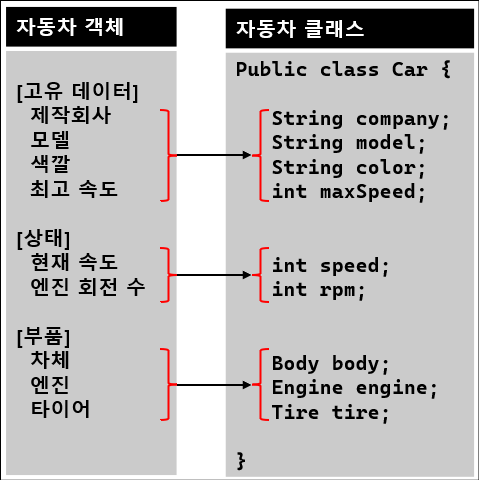 자동차 객체
[고유 데이터]
제작회사
모델
색깔
최고 속도
[상태]
현재 속도
엔진 회전 수
[부품]
차체
엔진
타이어
자동차 클래스
Public class Car {
String company;
String model;
String color;
int maxSpeed;
int speed;
int rpm;
Body body;
Engine engine;
Tire tire;
}